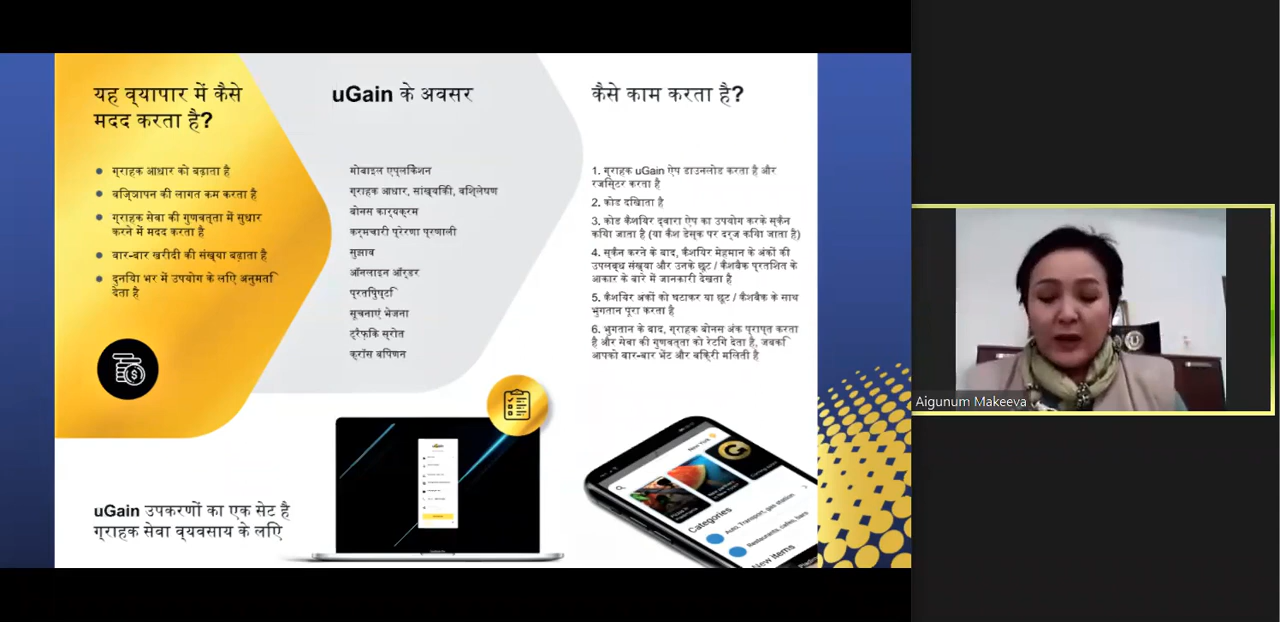 यह व्यापार में कैसे
मदद करता है?
ग्राहक आधार को बढ़ाता है
विज्ञापन की लागत कम करता है
ग्राहक सेवा की गुणवत्ता में सुधार
करने में मदद करता है
बार-बार खरीदी की संख्या बढ़ाता है
दुनिया भर में उपयोग के लिए अनुमति
देता है
uGain उपकरणों का एक सेट है
ग्राहक सेवा व्यवसाय के लिए
uGain के अवसर
मोबाइल एप्लिकेशन
ग्राहक आधार, सांख्यिकी, विश्लेषण
बोनस कार्यक्रम
कर्मचारी प्रेरणा प्रणाली
सुझाव
ऑनलाइन ऑर्डर
प्रतिपुष्टि
सूचनाएं भेजना
ट्रैफ़िक स्रोत
क्रॉस विपणन
कैसे काम करता है?
1. ग्राहक uGain ऐप डाउनलोड करता है और
रजिस्टर करता है
2. कोड दिखाता है
3. कोड कैशियर द्वारा ऐप का उपयोग करके स्कैन
किया जाता है (या कैश डेस्क पर दर्ज किया जाता है)
4. स्कैन करने के बाद, कैशियर मेहमान के अंकों की
उपलब्ध संख्या और उनके छूट / कैशबैक प्रतिशत के
आकार के बारे में जानकारी देखता है
5. कैशियर अंकों को घटाकर या छूट / कैशबैक के साथ
भुगतान पूरा करता है
6. भुगतान के बाद, ग्राहक बोनस अंक प्राप्त करता
है और सेवा की गुणवत्ता को रेटिंग देता है, जबकि
आपको बार-बार भेंट और बिक्री मिलती है
New York
Categories
Auto, Transport, gas station
Restaurants, cafes, bars
New items
Aigunum Makeeva